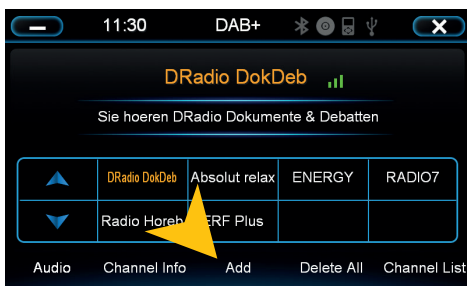 11:30 DAB+
DRadio DokDeb
Sie hoeren DRadio Dokumente & Debatten
DRadio DokDeb Absolut relax ENERGY RADIO7
Radio Horeb ERF Plus
Audio Channel Info Add Delete All Channel List